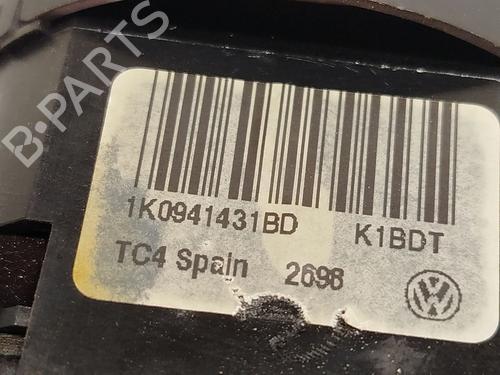 B-PARTS
1K0941431BD K1BDT
TC4 Spain 2698
VW